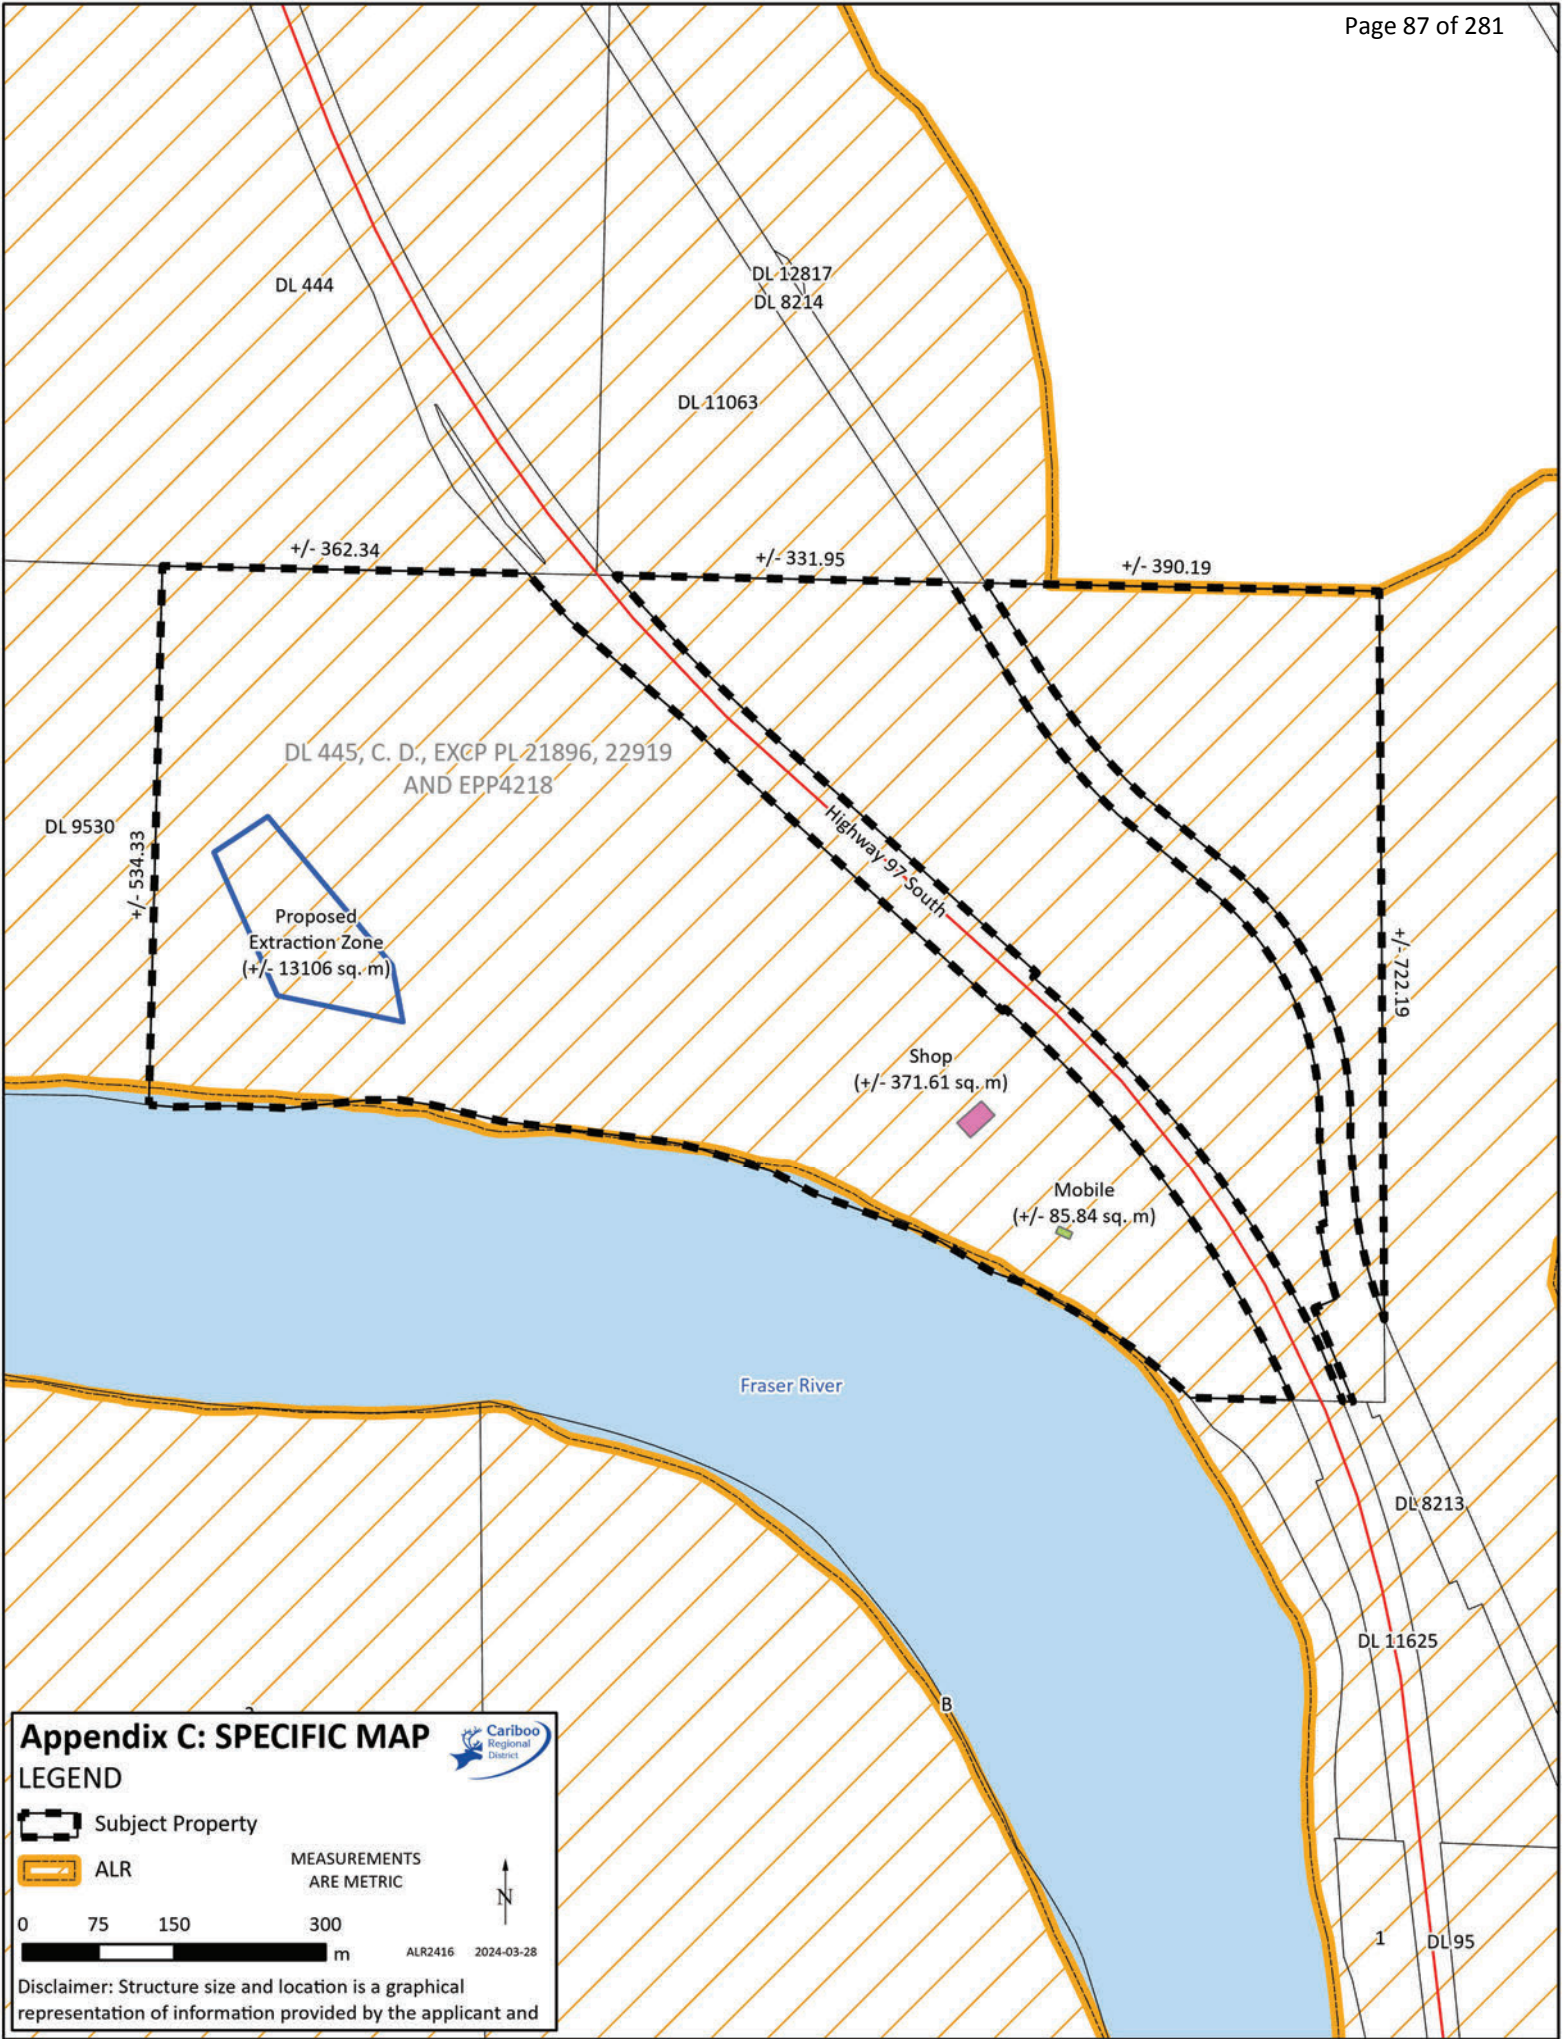 Page 87 of 281
DL 444
DL 12817
DL 8214
DL 11063
+/- 362.34
+/- 331.95
+/- 390.19
DL 445, C. D., EXCP PL 21896, 22919
AND EPP4218
DL 9530
+/- 534.33
Highway 97 South
Proposed
Extraction Zone
(+/- 13106 sq. m)
+/- 722.19
Shop
(+/- 371.61 sq. m)
Mobile
(+/- 85.84 sq. m)
Fraser River
DL 8213
DL 11625
B
Appendix C: SPECIFIC MAP
Cariboo
Regional
District
LEGEND
Subject Property
ALR
MEASUREMENTS
ARE METRIC
N
0 75 150 300
m
ALR2416 2024-03-28
Disclaimer: Structure size and location is a graphical
representation of information provided by the applicant and
1
DL 95